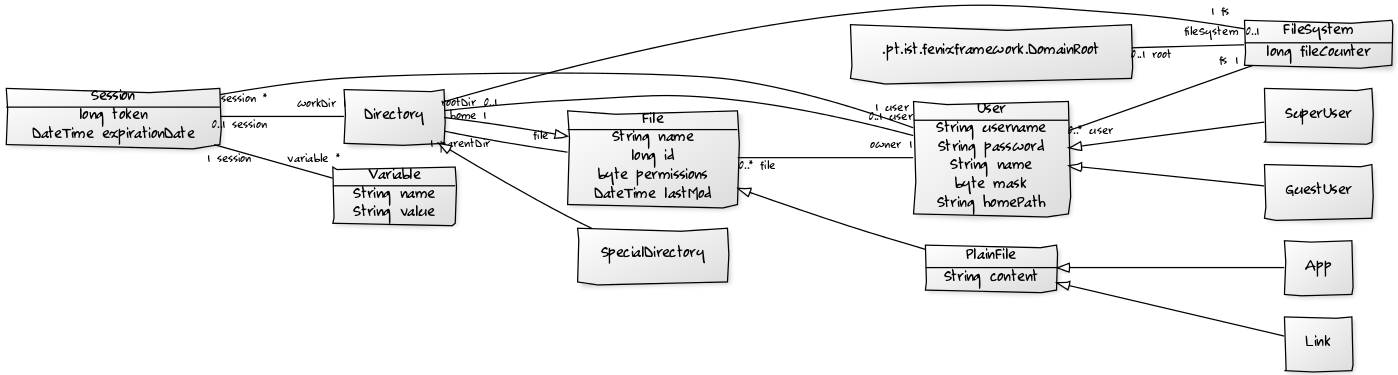 1 fs
FileSystem
long fileCounter
fileSystem 0..1
.pt.ist.fenixframework.DomainRoot
0..1 root
fs 1
Session
long token
DateTime expirationDate
session *
workDir
0..1 session
1 session
variable *
Directory
rootDir 0..1
home 1
file
1 parentDir
File
String name
long id
byte permissions
DateTime lastMod
0..* file
1 user
0..1 user
owner 1
User
String username
String password
String name
byte mask
String homePath
0..* user
SuperUser
GuestUser
Variable
String name
String value
SpecialDirectory
PlainFile
String content
App
Link